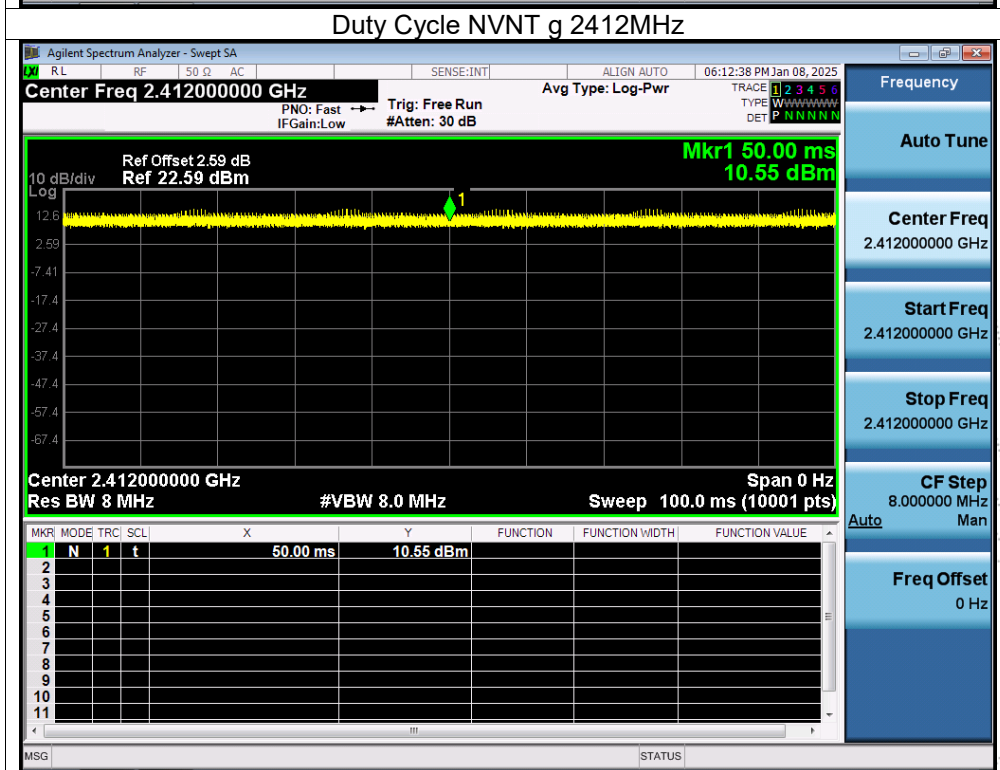 Duty Cycle NVNT g 2412MHz
Agilent Spectrum Analyzer - Swept SA
LXI RL RF 50 Ω AC SENSE:INT ALIGN AUTO 06:12:38 PM Jan 08, 2025
Center Freq 2.412000000 GHz
PNO: Fast
IFGain:Low
Trig: Free Run
#Atten: 30 dB
Avg Type: Log-Pwr
TRACE 1 2 3 4 5 6
TYPE WWWWWW
DET P N N N N N
Mkr1 50.00 ms
10.55 dBm
Ref Offset 2.59 dB
Ref 22.59 dBm
10 dB/div
Log
1
12.6
2.59
-7.41
-17.4
-27.4
-37.4
-47.4
-57.4
-67.4
Center 2.412000000 GHz
Span 0 Hz
Res BW 8 MHz
#VBW 8.0 MHz
Sweep 100.0 ms (10001 pts)
MKR MODE TRC SCL X Y FUNCTION FUNCTION WIDTH FUNCTION VALUE
1 N 1 t 50.00 ms 10.55 dBm
2
3
4
5
6
7
8
9
10
11
MSG
STATUS
Frequency
Auto Tune
Center Freq
2.412000000 GHz
Start Freq
2.412000000 GHz
Stop Freq
2.412000000 GHz
CF Step
8.000000 MHz
Auto Man
Freq Offset
0 Hz